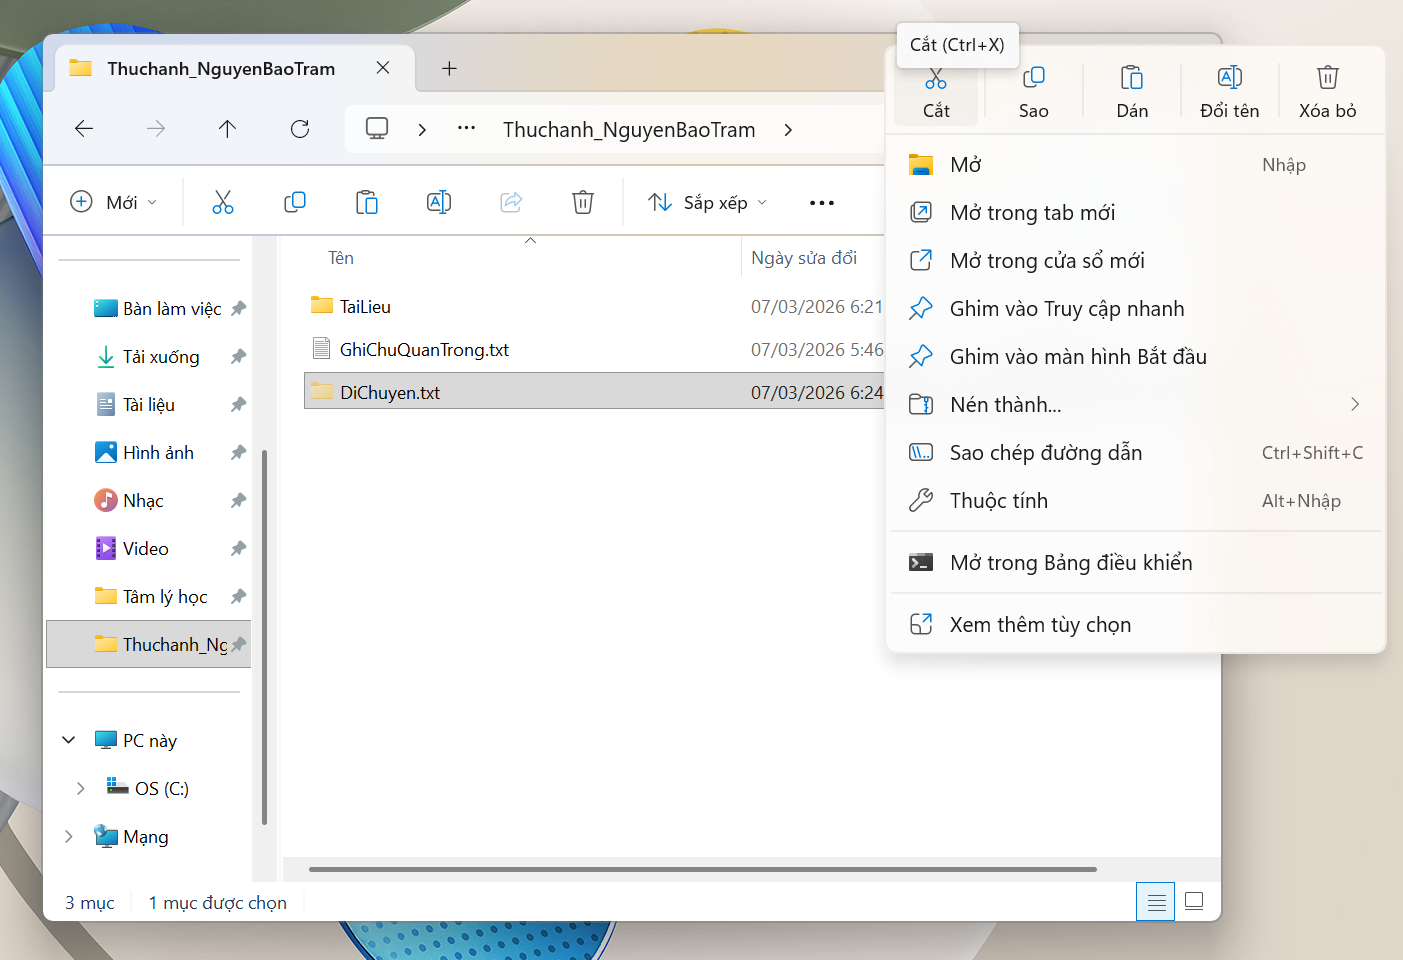 Thuchanh_NguyenBaoTram
Cắt (Ctrl+X)
Thuchanh_NguyenBaoTram
Cắt
Sao
Dán
Đổi tên
Xóa bỏ
Mới
Sắp xếp
Tên
Ngày sửa đổi
TaiLieu
07/03/2026 6:21
GhiChuQuanTrong.txt
07/03/2026 5:46
DiChuyen.txt
07/03/2026 6:24
Bàn làm việc
Tải xuống
Tài liệu
Hình ảnh
Nhạc
Video
Tâm lý học
Thuchanh_Ng
PC này
OS (C:)
Mạng
3 mục
1 mục được chọn
Mở Nhập
Mở trong tab mới
Mở trong cửa sổ mới
Ghim vào Truy cập nhanh
Ghim vào màn hình Bắt đầu
Nén thành...
Sao chép đường dẫn Ctrl+Shift+C
Thuộc tính Alt+Nhập
Mở trong Bảng điều khiển
Xem thêm tùy chọn